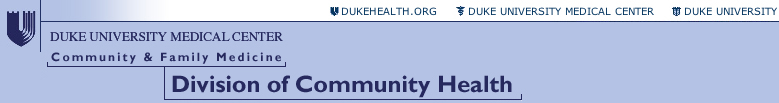 DUKEHEALTH.ORG DUKE UNIVERSITY MEDICAL CENTER DUKE UNIVERSITY
DUKE UNIVERSITY MEDICAL CENTER
Community & Family Medicine
Division of Community Health